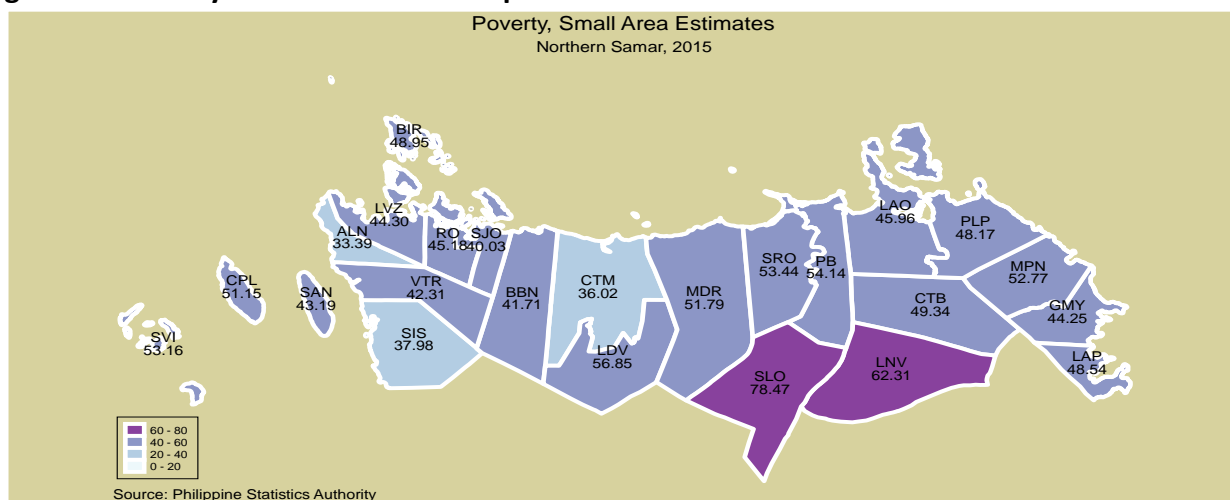 Poverty, Small Area Estimates
Northern Samar, 2015
BIR
48.95
LVZ
44.30
ALN
33.39
RO
45.18
SJO
40.03
LAO
45.96
PLP
48.17
CPL
51.15
SAN
43.19
VTR
42.31
BBN
41.71
CTM
36.02
MDR
51.79
SRO
53.44
PB
54.14
MPN
52.77
CTB
49.34
GMY
44.25
SVI
53.16
SIS
37.98
LDV
56.85
SLO
78.47
LNV
62.31
LAP
48.54
60 - 80
40 - 60
20 - 40
0 - 20
Source: Philippine Statistics Authority